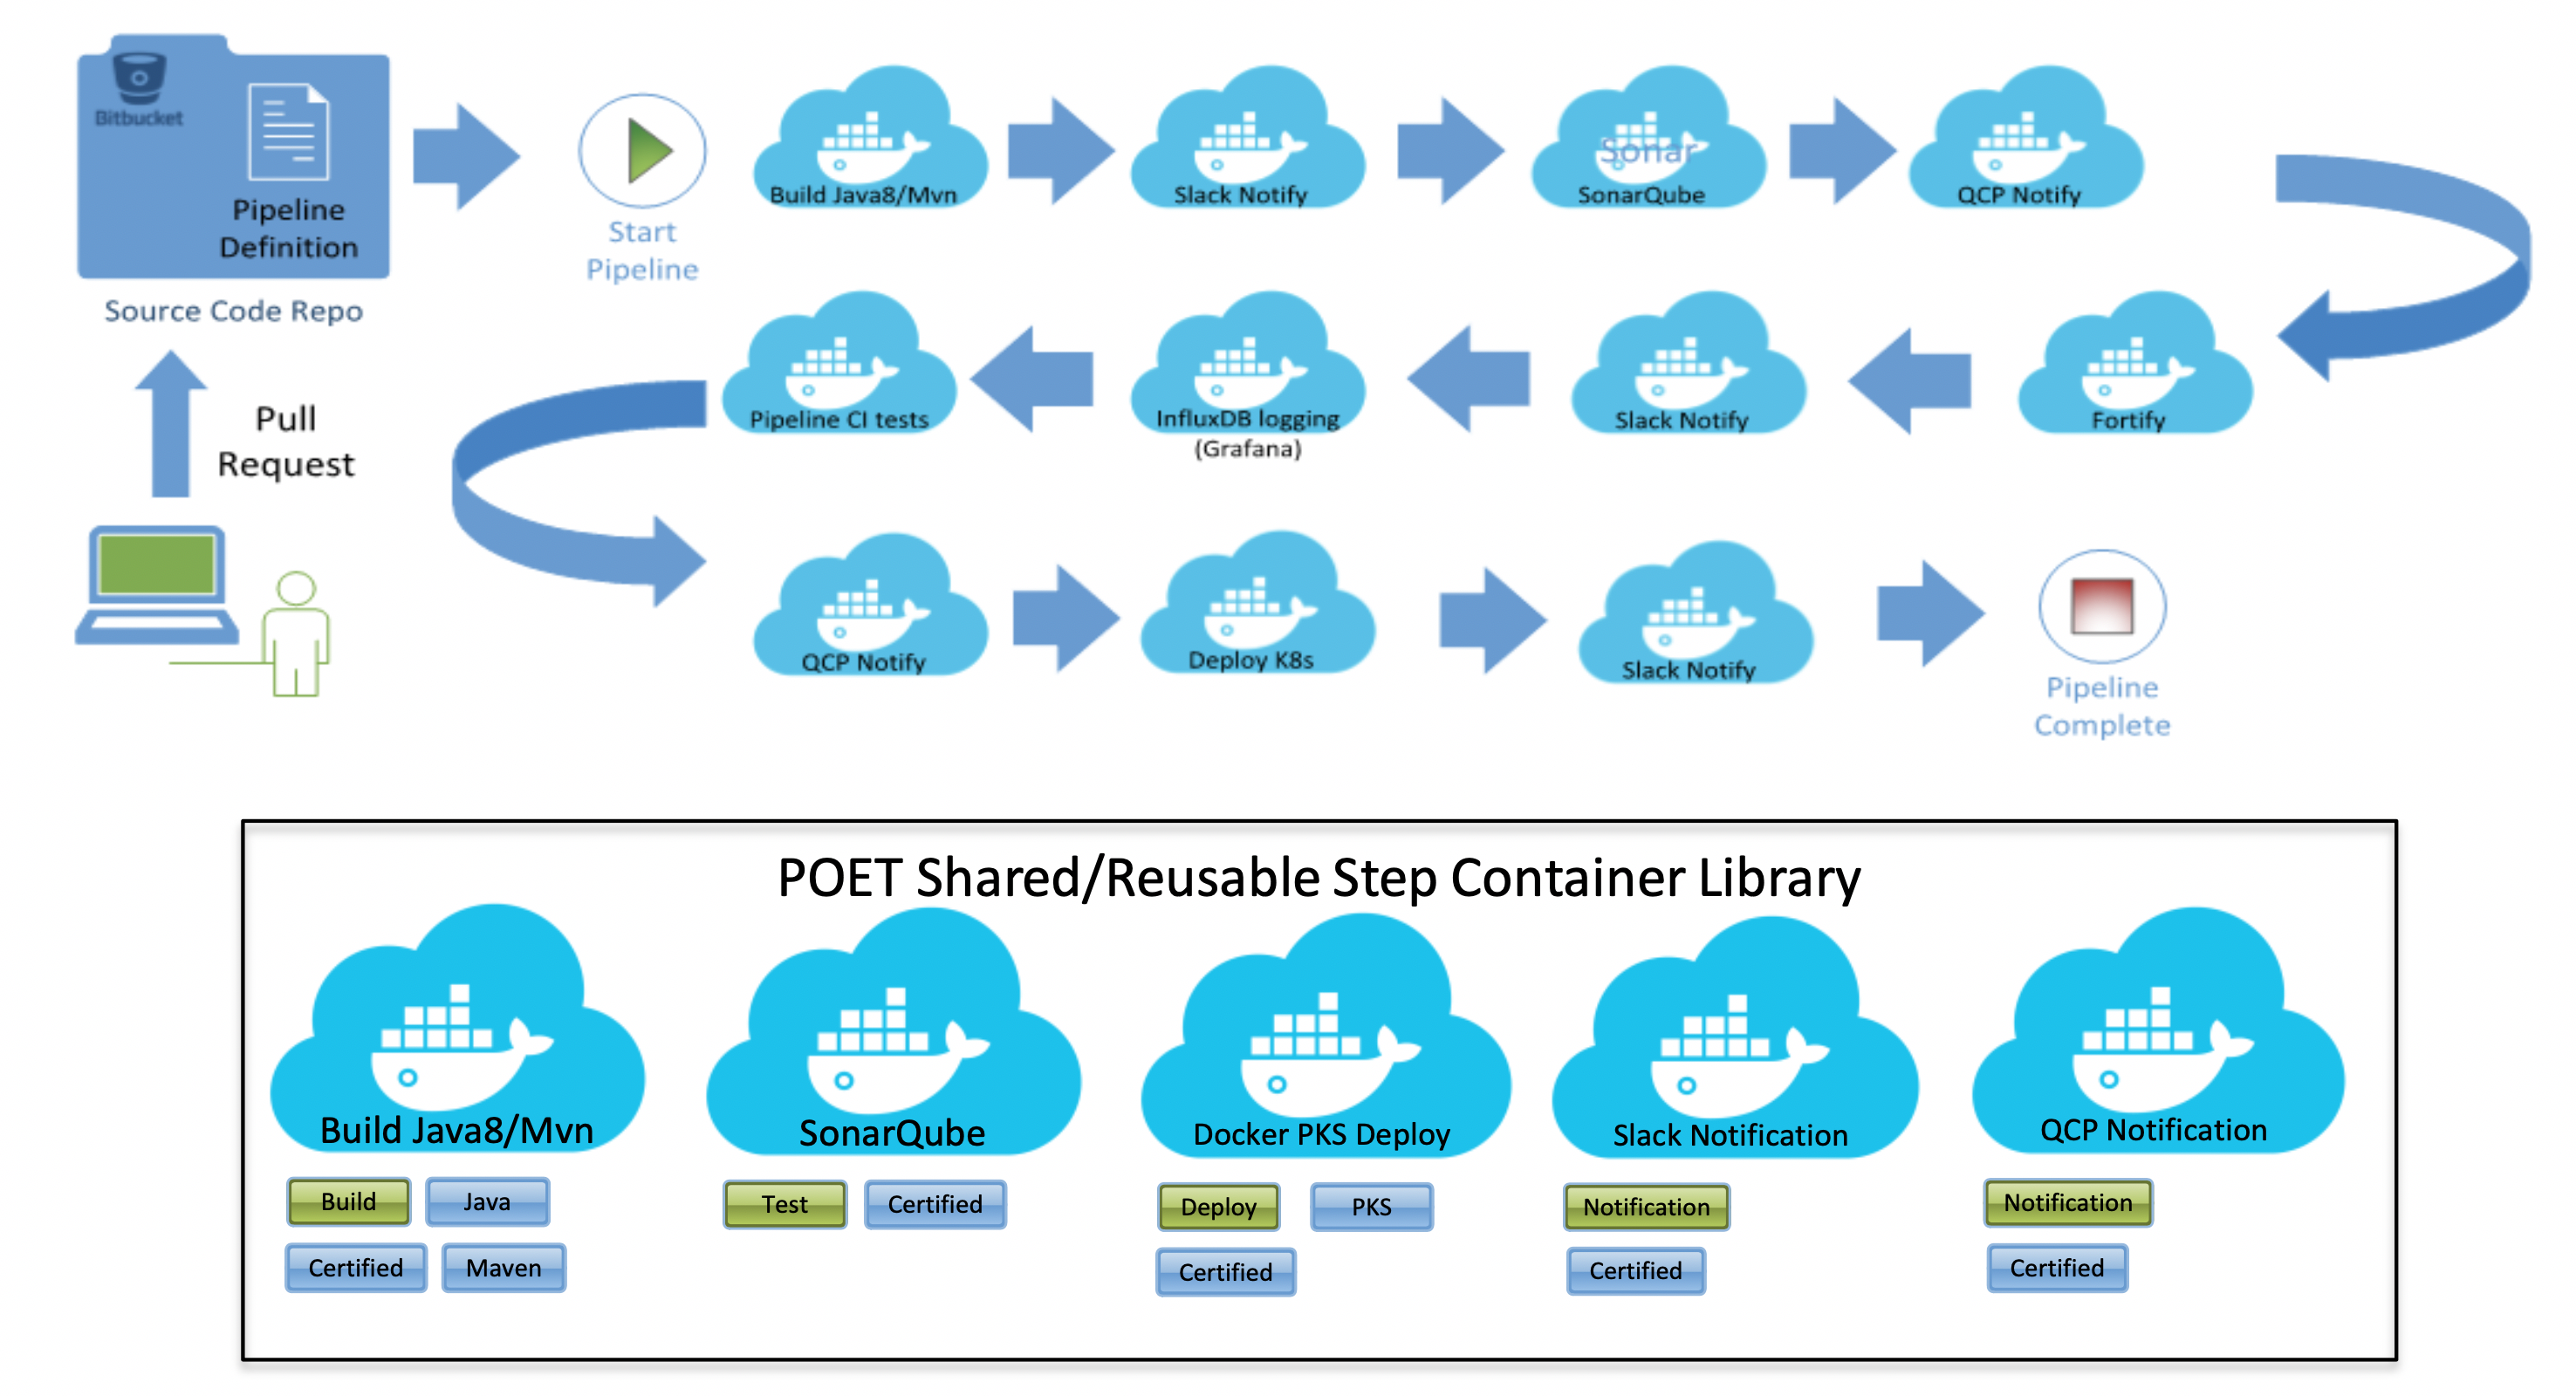 Bitbucket
Pipeline
Definition
Source Code Repo
Pull
Request
Start
Pipeline
Build Java8/Mvn
Slack Notify
Sonar
SonarQube
QCP Notify
Fortify
Slack Notify
InfluxDB logging
(Grafana)
Pipeline CI tests
QCP Notify
Deploy K8s
Slack Notify
Pipeline
Complete
POET Shared/Reusable Step Container Library
Build Java8/Mvn
Build
Java
Certified
Maven
SonarQube
Test
Certified
Docker PKS Deploy
Deploy
PKS
Certified
Slack Notification
Notification
Certified
QCP Notification
Notification
Certified